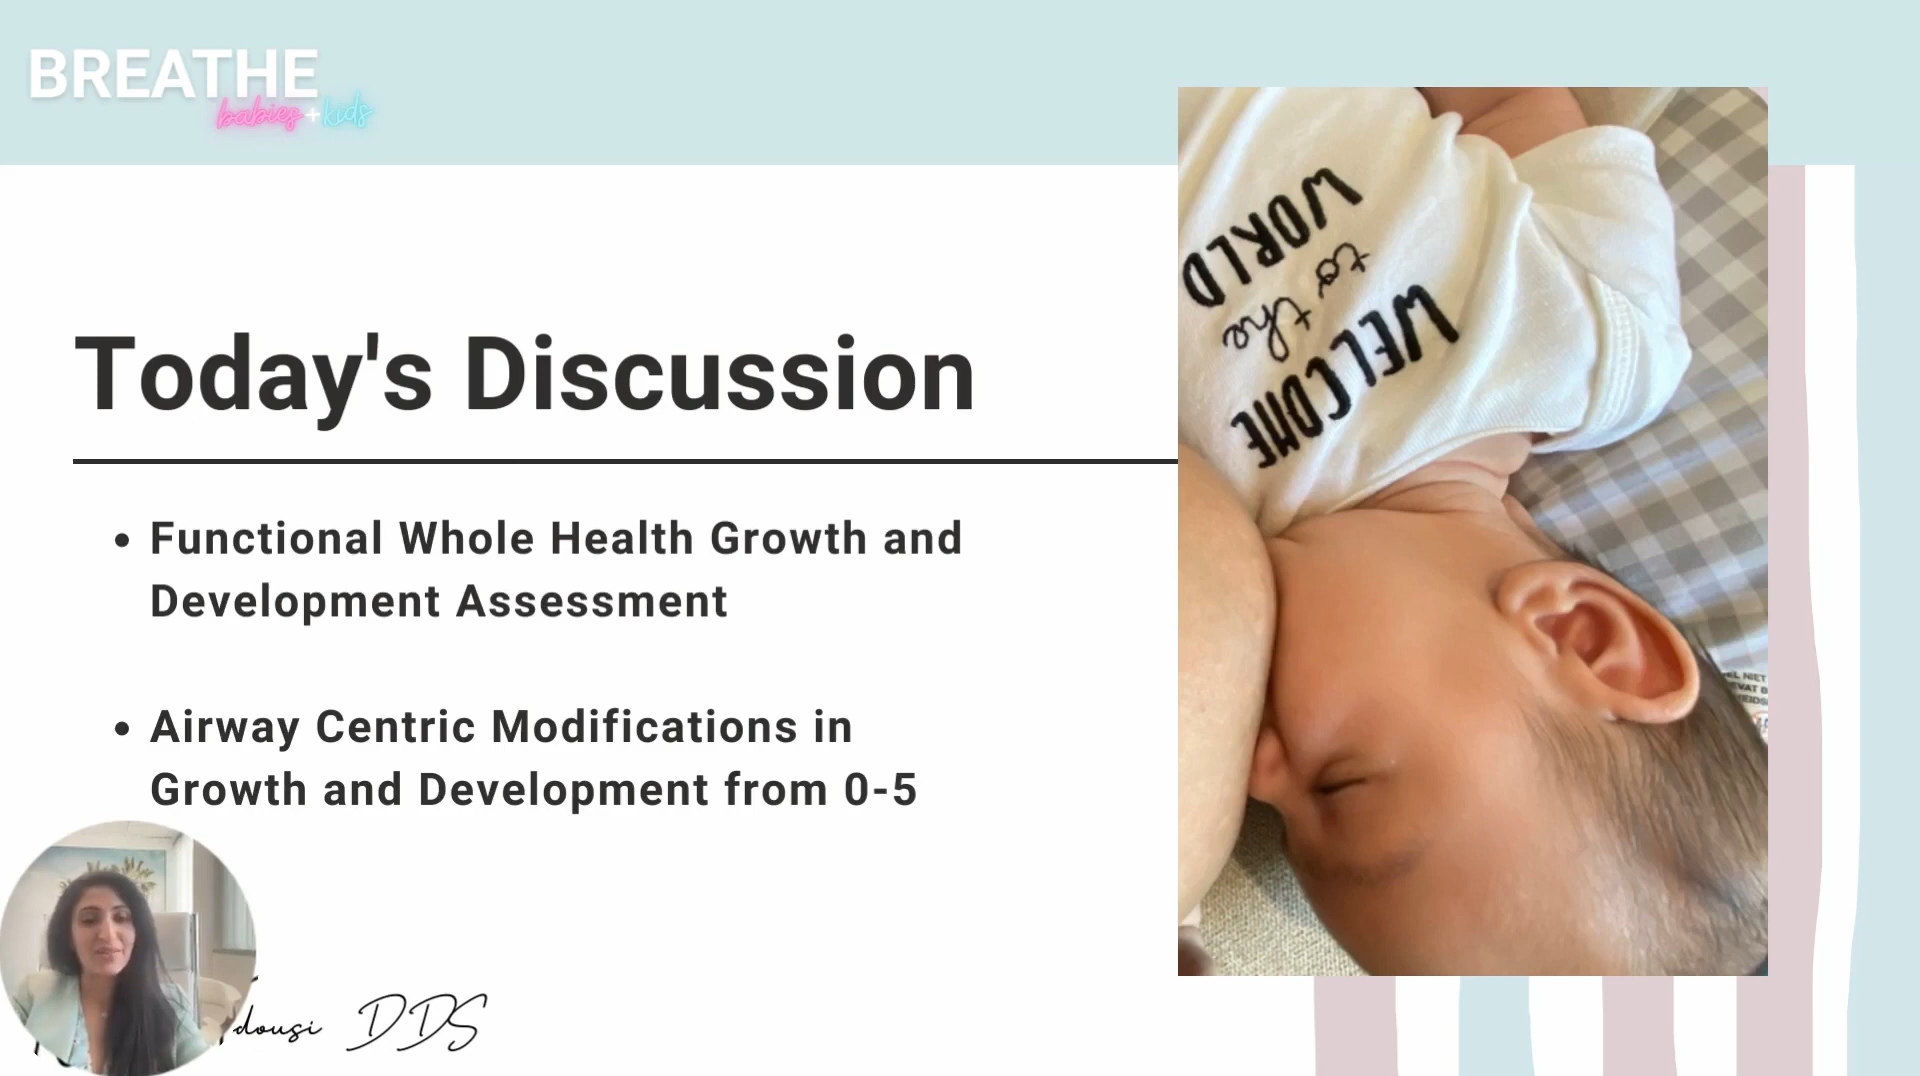 BREATHE
babies+kids
Today's Discussion
• Functional Whole Health Growth and
Development Assessment
• Airway Centric Modifications in
Growth and Development from 0-5
DDS
WELCOME
to the
WORLD